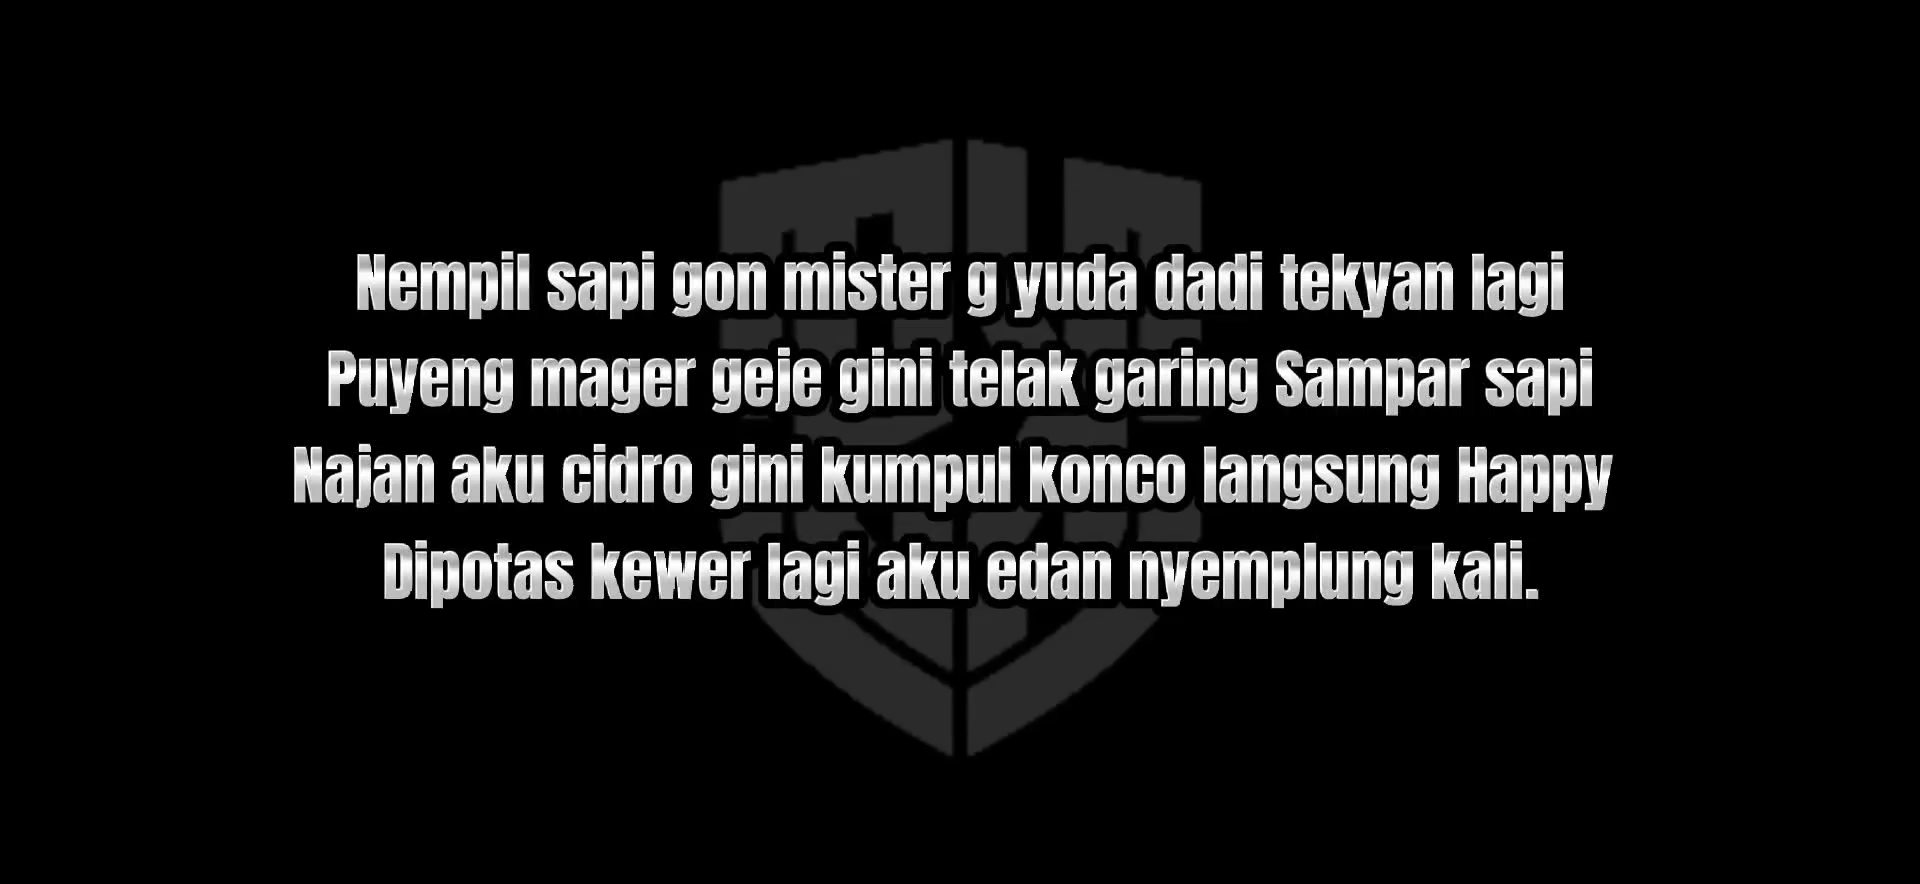 Nempil sapi gon mister g yuda dadi tekyan lagi
Puyeng mager geje gini telak garing Sampar sapi
Najan aku cidro gini kumpul konco langsung Happy
Dipotas kewer lagi aku edan nyemplung kali.